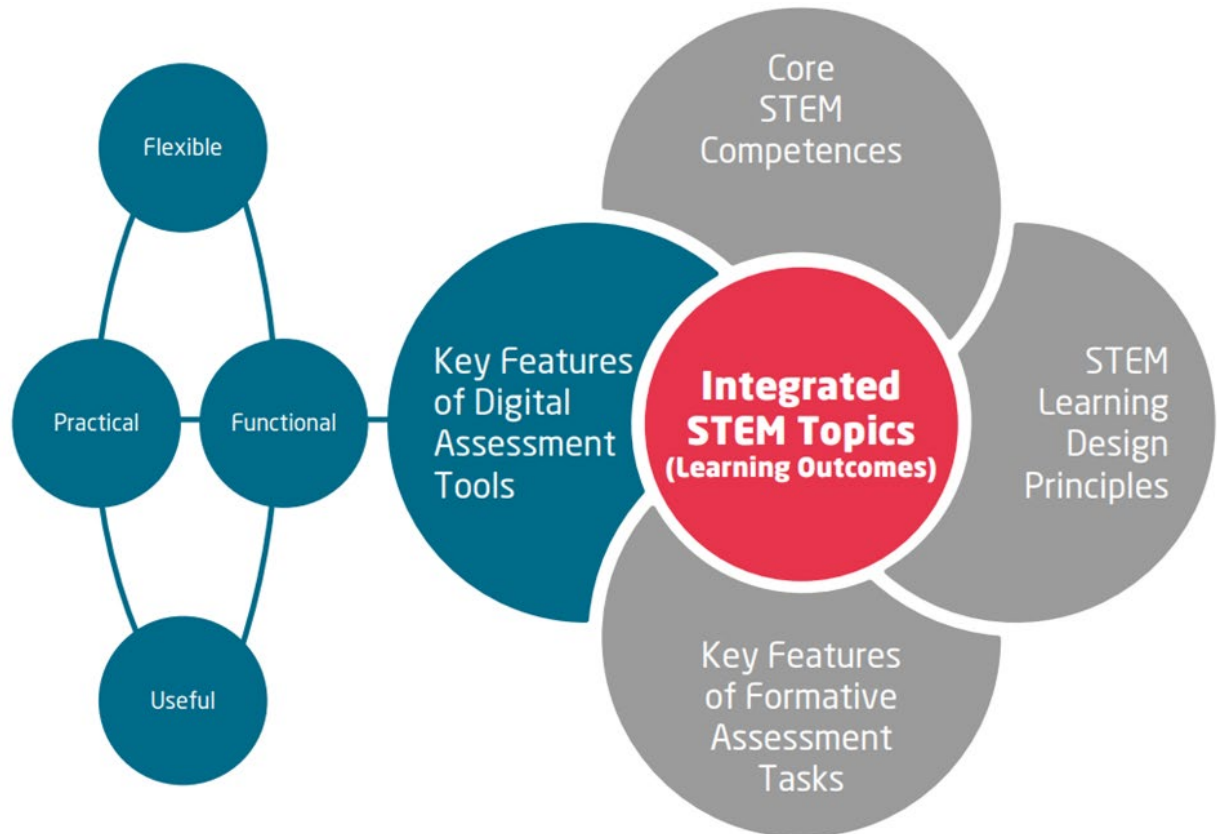 Flexible
Practical
Functional
Useful
Key Features
of Digital
Assessment
Tools
Core
STEM
Competences
Integrated
STEM Topics
(Learning Outcomes)
STEM
Learning
Design
Principles
Key Features
of Formative
Assessment
Tasks